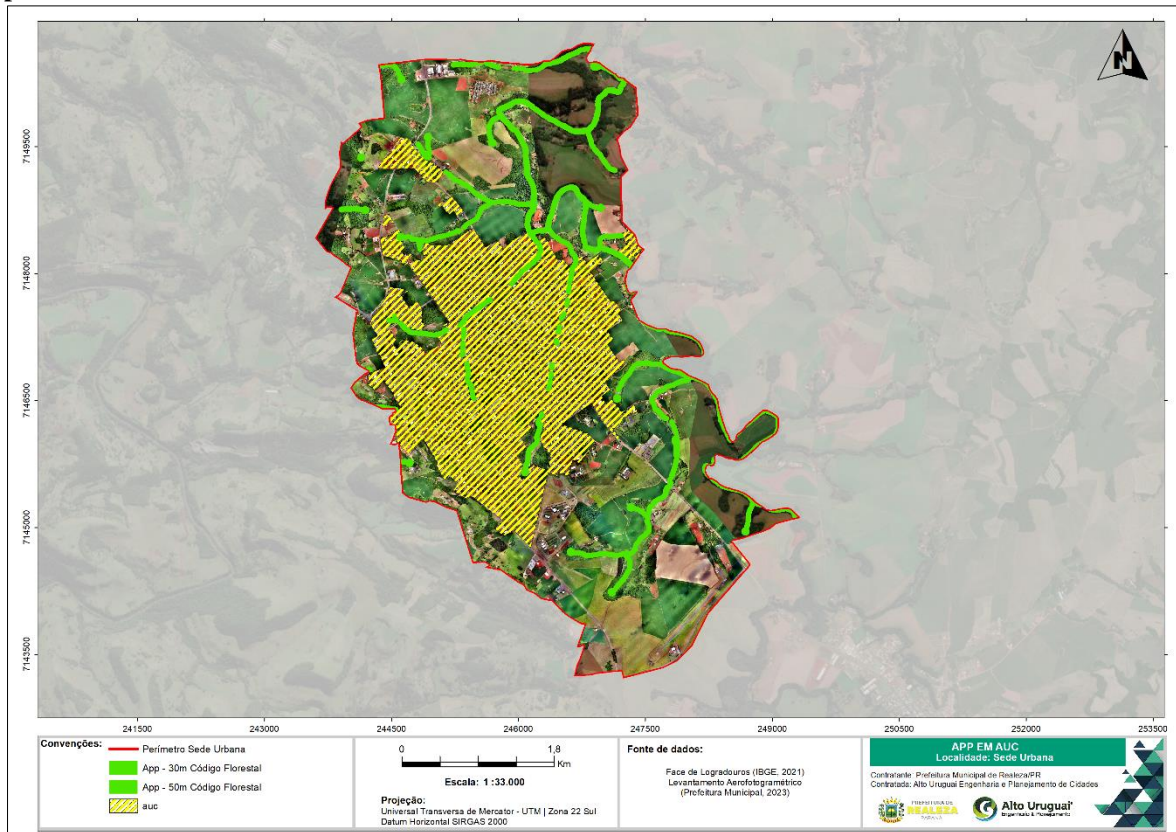 N
7149500
7148000
7146500
7145000
7143500
241500 243000 244500 246000 247500 249000 250500 252000 253500
Convenções:
Perímetro Sede Urbana
App - 30m Código Florestal
App - 50m Código Florestal
auc
0 1,8
Km
Escala: 1:33.000
Projeção:
Universal Transversa de Mercator - UTM | Zona 22 Sul
Datum Horizontal SIRGAS 2000
Fonte de dados:
Face de Logradouros (IBGE, 2021)
Levantamento Aerofotogramétrico
(Prefeitura Municipal, 2023)
APP EM AUC
Localidade: Sede Urbana
Contratante: Prefeitura Municipal de Realeza/PR
Contratada: Alto Uruguai Engenharia e Planejamento de Cidades
PREFEITURA DE
REALEZA
Alto Uruguai
Engenharia & Planejamento